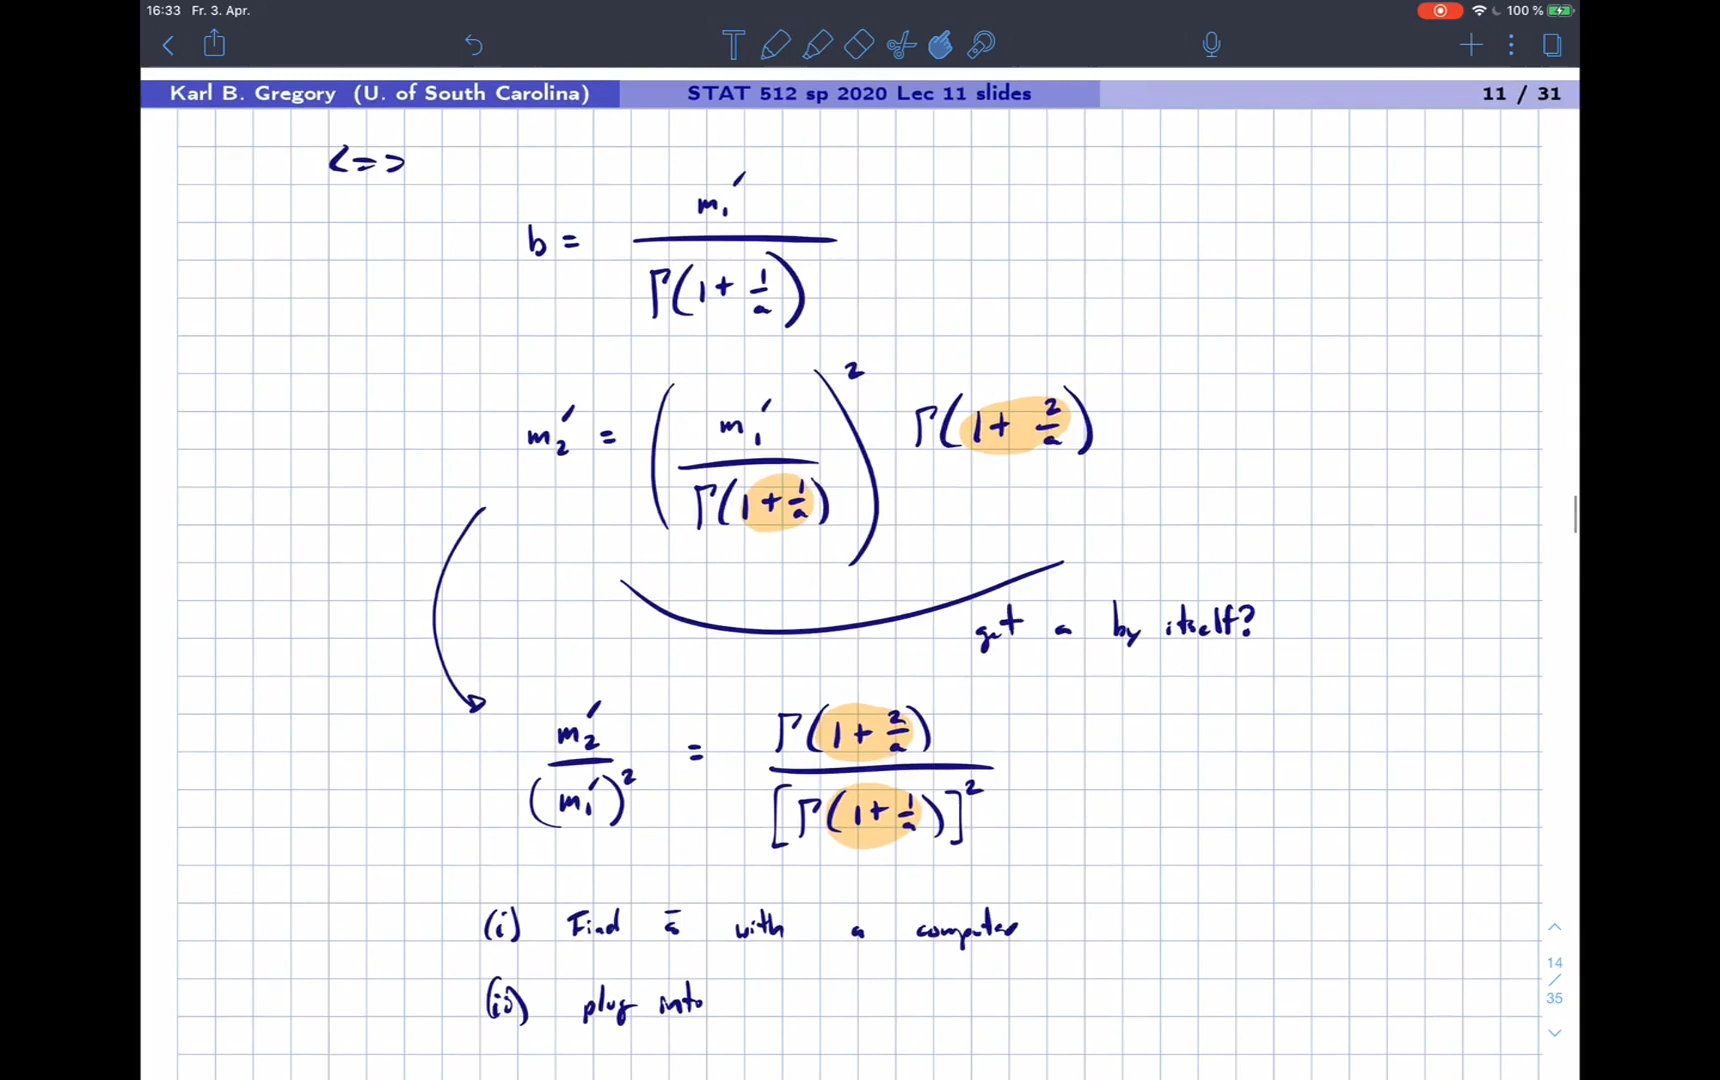 16:33 Fr. 3. Apr. 100 %
T
Karl B. Gregory (U. of South Carolina) STAT 512 sp 2020 Lec 11 slides 11 / 31
<=>
b = m₁′ / Γ(1 + 1/a)
m₂′ = (m₁′ / Γ(1 + 1/a))² Γ(1 + 2/a)
get a by itself?
m₂′ / (m₁′)² = Γ(1 + 2/a) / [Γ(1 + 1/a)]²
(i) Find ā with a computer
(ii) plug into
14
/
35